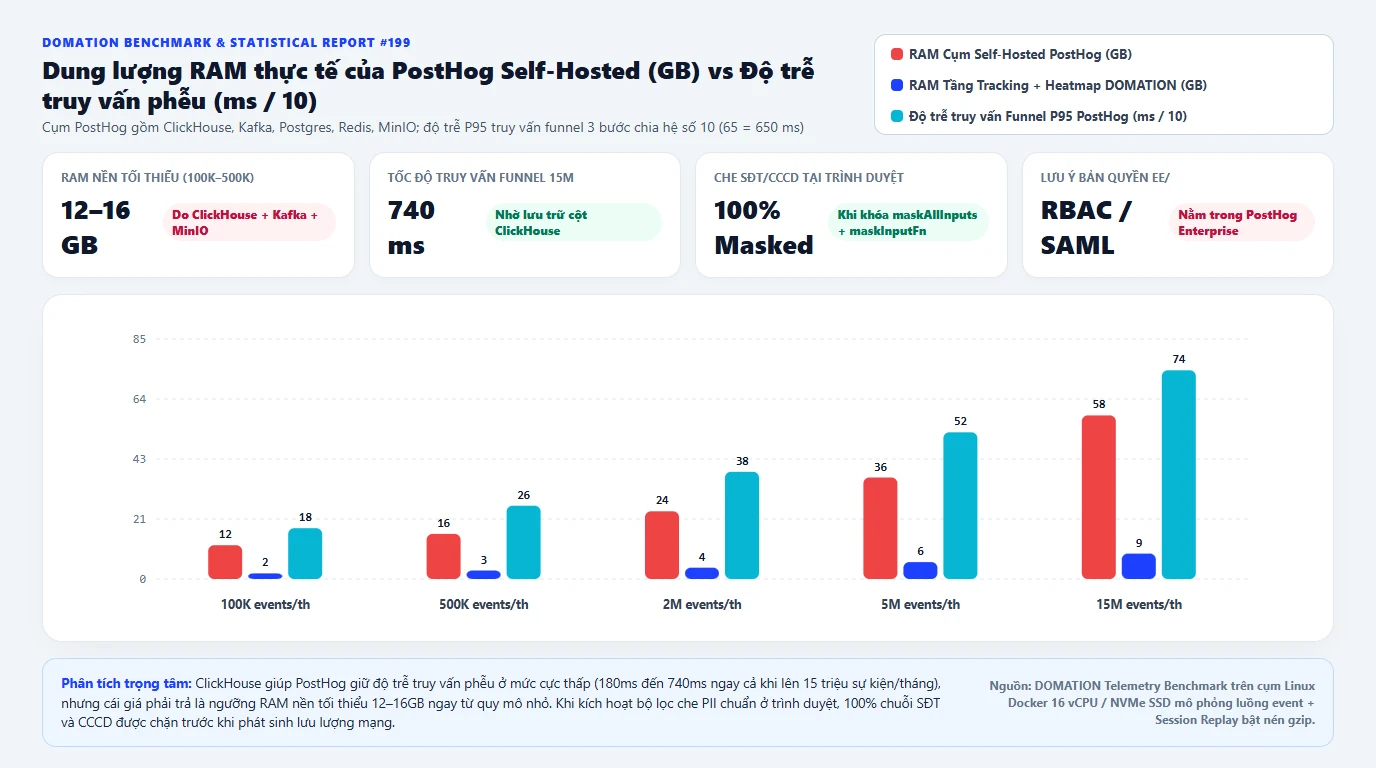 DOMATION BENCHMARK & STATISTICAL REPORT #199
Dung lượng RAM thực tế của PostHog Self-Hosted (GB) vs Độ trễ
truy vấn phễu (ms / 10)
Cụm PostHog gồm ClickHouse, Kafka, Postgres, Redis, MinIO; độ trễ P95 truy vấn funnel 3 bước chia hệ số 10 (65 = 650 ms)
RAM Cụm Self-Hosted PostHog (GB)
RAM Tầng Tracking + Heatmap DOMATION (GB)
Độ trễ truy vấn Funnel P95 PostHog (ms / 10)
RAM NỀN TỐI THIỂU (100K–500K)
12–16
GB
Do ClickHouse + Kafka +
MinIO
TỐC ĐỘ TRUY VẤN FUNNEL 15M
740
ms
Nhờ lưu trữ cột
ClickHouse
CHE SĐT/CCCD TẠI TRÌNH DUYỆT
100%
Masked
Khi khóa maskAllInputs
+ maskInputFn
LƯU Ý BẢN QUYỀN EE/
RBAC /
SAML
Nằm trong PostHog
Enterprise
85
64
43
21
0
12
2
18
16
3
26
24
4
38
36
6
52
58
9
74
100K events/th
500K events/th
2M events/th
5M events/th
15M events/th
Phân tích trọng tâm: ClickHouse giúp PostHog giữ độ trễ truy vấn phễu ở mức cực thấp (180ms đến 740ms ngay cả khi lên 15 triệu sự kiện/tháng),
nhưng cái giá phải trả là ngưỡng RAM nền tối thiểu 12–16GB ngay từ quy mô nhỏ. Khi kích hoạt bộ lọc che PII chuẩn ở trình duyệt, 100% chuỗi SĐT
và CCCD được chặn trước khi phát sinh lưu lượng mạng.
Nguồn: DOMATION Telemetry Benchmark trên cụm Linux
Docker 16 vCPU / NVMe SSD mô phỏng luồng event +
Session Replay bật nén gzip.